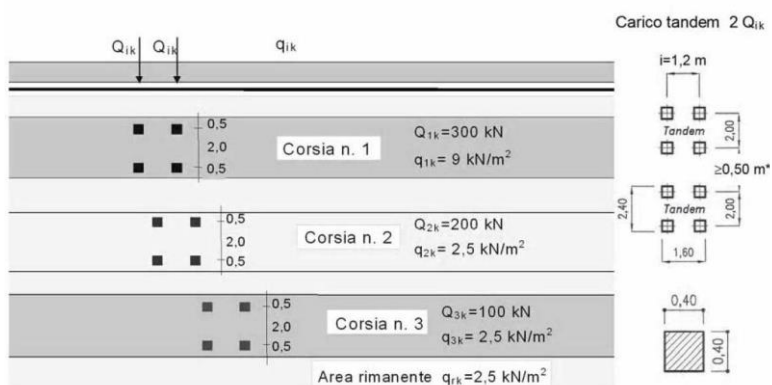 Carico tandem 2 Qik
Qik Qik qik
i=1,2 m
0,5
2,0
0,5
Corsia n. 1
Q1k=300 kN
q1k= 9 kN/m²
Tandem
2,00
≥0,50 m*
0,5
2,0
0,5
Corsia n. 2
Q2k=200 kN
q2k= 2,5 kN/m²
2,40
Tandem
2,00
1,60
0,5
2,0
0,5
Corsia n. 3
Q3k=100 kN
q3k= 2,5 kN/m²
0,40
0,40
Area rimanente qrk=2,5 kN/m²